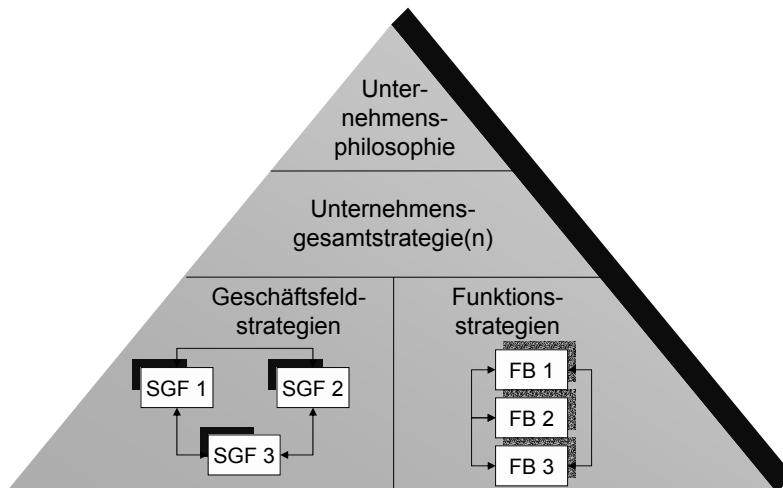 Unter-
nehmens-
philosophie
Unternehmens-
gesamtstrategie(n)
Geschäftsfeld-
strategien
Funktions-
strategien
SGF 1
SGF 2
SGF 3
FB 1
FB 2
FB 3